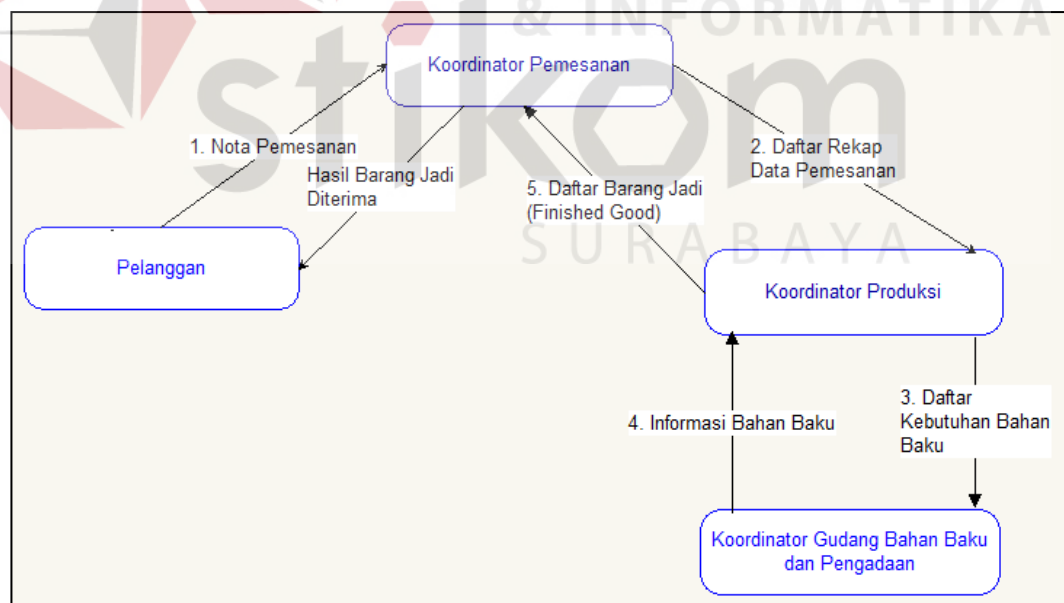 & INFORMATIKA
stikom
SURABAYA
Koordinator Pemesanan
1. Nota Pemesanan
Hasil Barang Jadi
Diterima
5. Daftar Barang Jadi
(Finished Good)
2. Daftar Rekap
Data Pemesanan
Pelanggan
Koordinator Produksi
4. Informasi Bahan Baku
3. Daftar
Kebutuhan Bahan
Baku
Koordinator Gudang Bahan Baku
dan Pengadaan